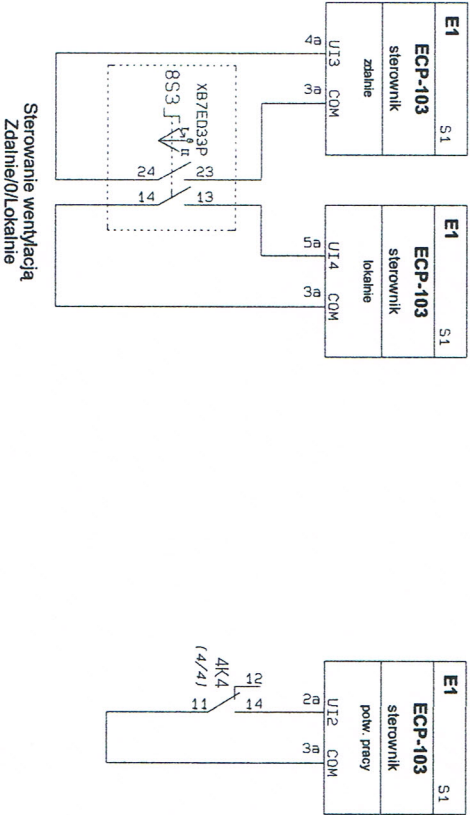 E1
S1
ECP-103
sterownik
zdalnie
4a
UI3
3a
COM
E1
S1
ECP-103
sterownik
lokalnie
5a
UI4
3a
COM
XB7ED33P
8S3
I
0
II
24
23
14
13
Sterowanie wentylacją
Zdalnie/0/Lokalnie
E1
S1
ECP-103
sterownik
potw. pracy
2a
UI2
3a
COM
4K4
(4/4)
12
11
14